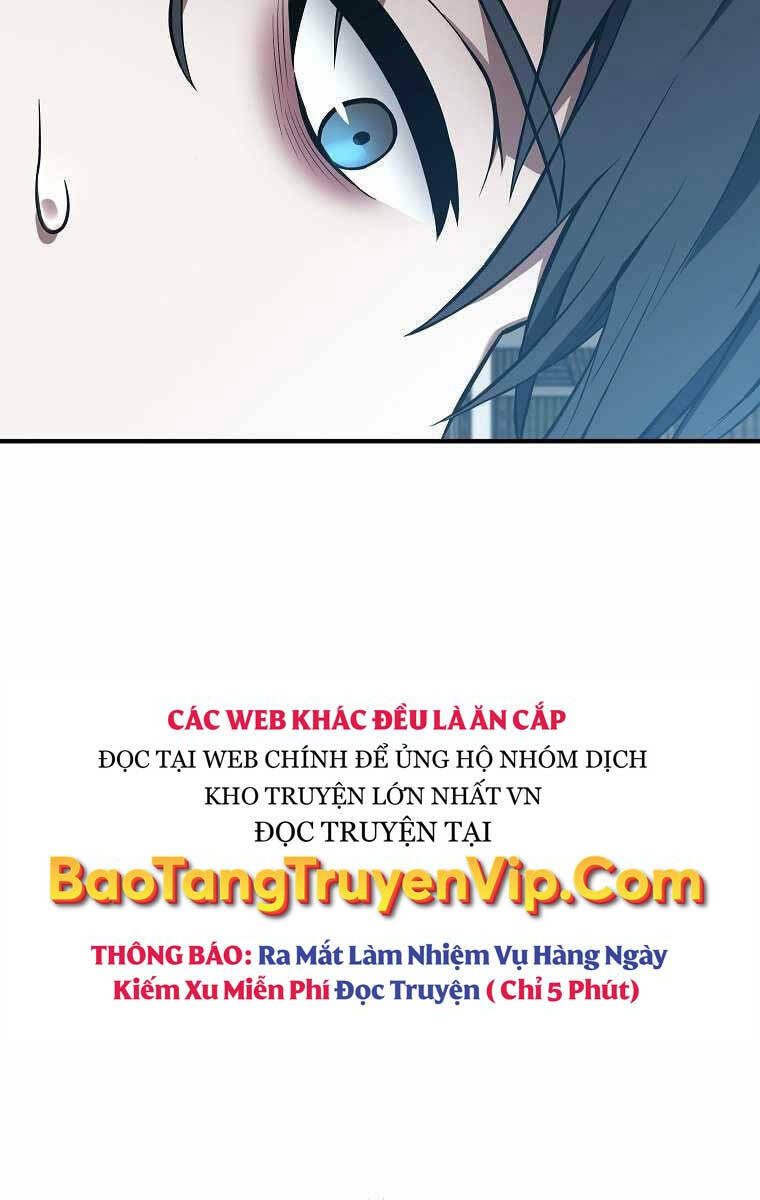 CÁC WEB KHÁC ĐỀU LÀ ĂN CẮP
ĐỌC TẠI WEB CHÍNH ĐỂ ỦNG HỘ NHÓM DỊCH
KHO TRUYỆN LỚN NHẤT VN
ĐỌC TRUYỆN TẠI
BaoTangTruyenVip.Com
THÔNG BÁO: Ra Mắt Làm Nhiệm Vụ Hàng Ngày
Kiếm Xu Miễn Phí Đọc Truyện ( Chỉ 5 Phút)